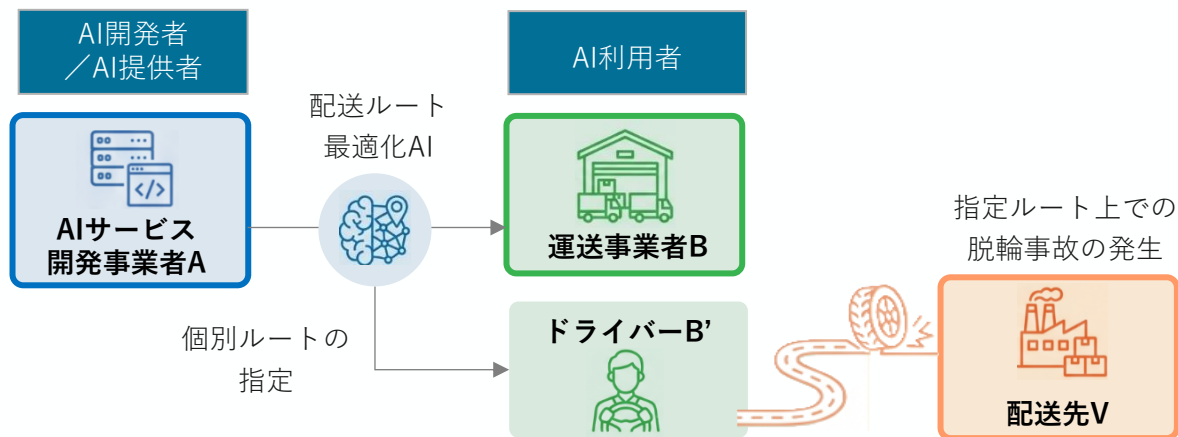 AI開発者
／AI提供者
AI利用者
配送ルート
最適化AI
</>
AIサービス
開発事業者A
運送事業者B
指定ルート上での
脱輪事故の発生
個別ルートの
指定
ドライバーB’
配送先V